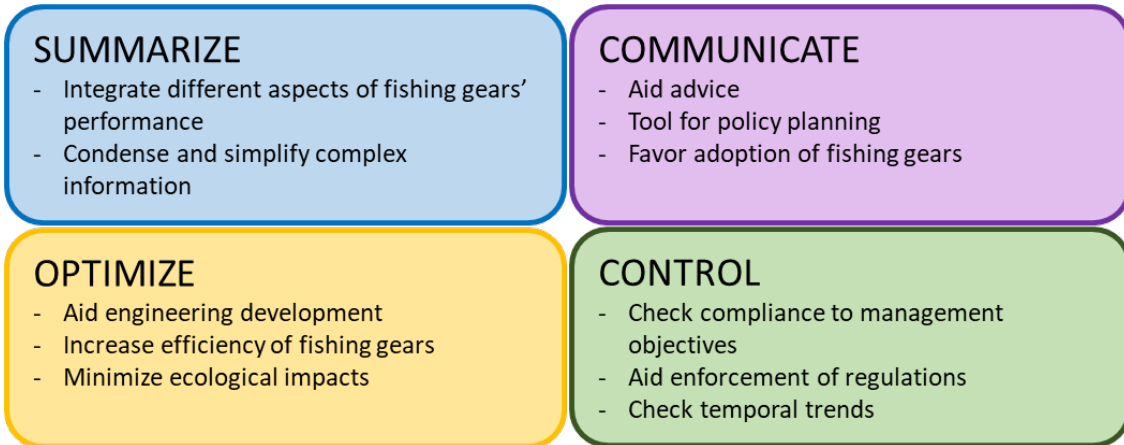 SUMMARIZE
- Integrate different aspects of fishing gears’
performance
- Condense and simplify complex
information
COMMUNICATE
- Aid advice
- Tool for policy planning
- Favor adoption of fishing gears
OPTIMIZE
- Aid engineering development
- Increase efficiency of fishing gears
- Minimize ecological impacts
CONTROL
- Check compliance to management
objectives
- Aid enforcement of regulations
- Check temporal trends